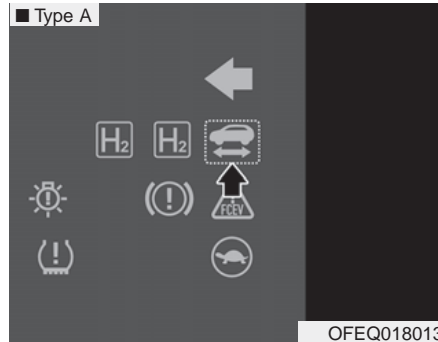 ■ Type A
H2 H2
FCEV
OFEQ018013